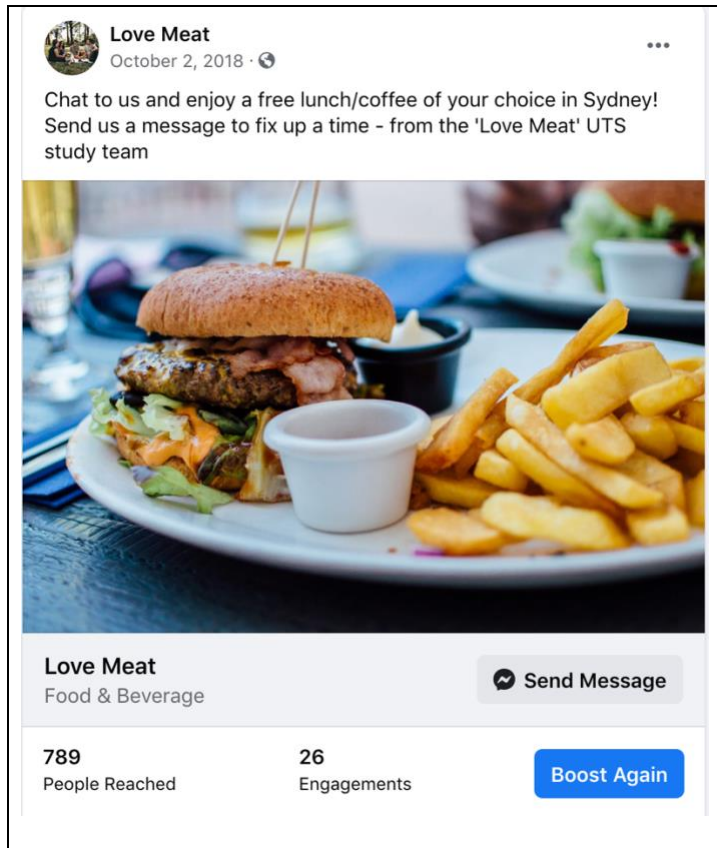 Love Meat
October 2, 2018 ·
Chat to us and enjoy a free lunch/coffee of your choice in Sydney!
Send us a message to fix up a time - from the 'Love Meat' UTS
study team
Love Meat
Food & Beverage
Send Message
789
People Reached
26
Engagements
Boost Again